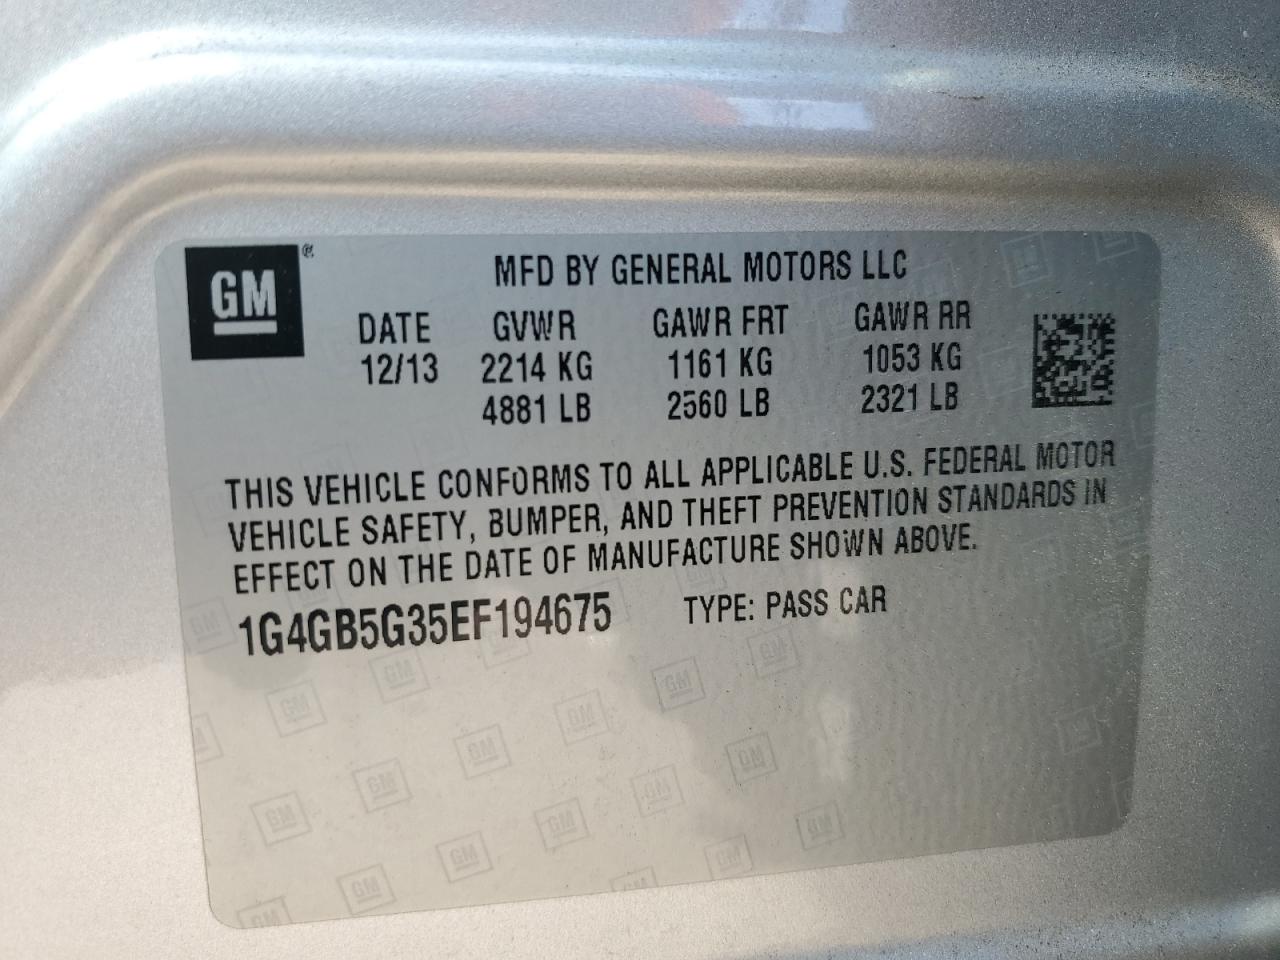 GM®
MFD BY GENERAL MOTORS LLC
DATE GVWR GAWR FRT GAWR RR
12/13 2214 KG 1161 KG 1053 KG
4881 LB 2560 LB 2321 LB
THIS VEHICLE CONFORMS TO ALL APPLICABLE U.S. FEDERAL MOTOR
VEHICLE SAFETY, BUMPER, AND THEFT PREVENTION STANDARDS IN
EFFECT ON THE DATE OF MANUFACTURE SHOWN ABOVE.
1G4GB5G35EF194675 TYPE: PASS CAR